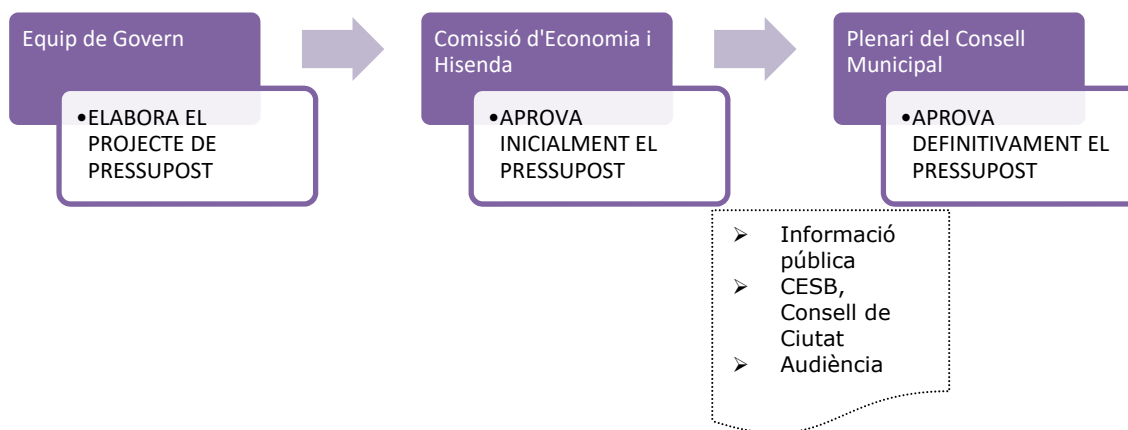 Equip de Govern
•ELABORA EL
PROJECTE DE
PRESSUPOST
Comissió d'Economia i
Hisenda
•APROVA
INICIALMENT EL
PRESSUPOST
Plenari del Consell
Municipal
•APROVA
DEFINITIVAMENT EL
PRESSUPOST
➢ Informació
pública
➢ CESB,
Consell de
Ciutat
➢ Audiència